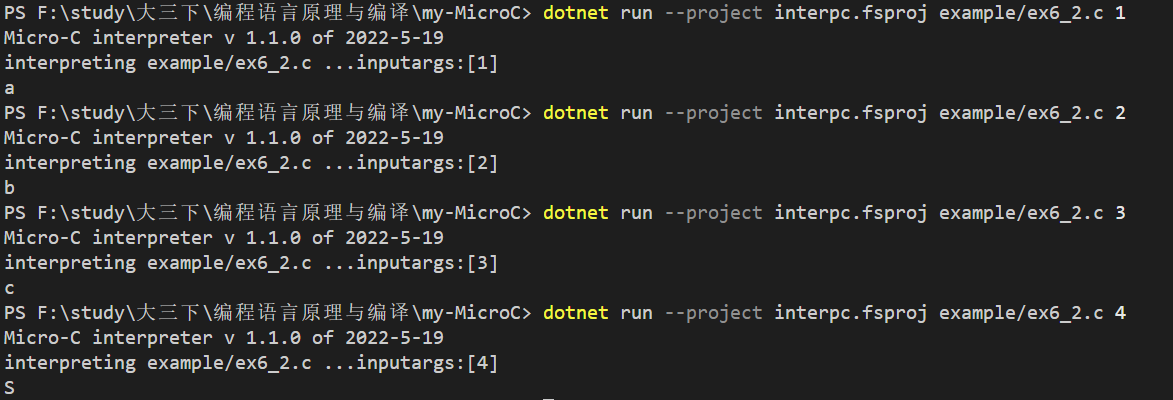 PS F:\study\大三下\编程语言原理与编译\my-MicroC> dotnet run --project interpc.fsproj example/ex6_2.c 1
Micro-C interpreter v 1.1.0 of 2022-5-19
interpreting example/ex6_2.c ...inputargs:[1]
a
PS F:\study\大三下\编程语言原理与编译\my-MicroC> dotnet run --project interpc.fsproj example/ex6_2.c 2
Micro-C interpreter v 1.1.0 of 2022-5-19
interpreting example/ex6_2.c ...inputargs:[2]
b
PS F:\study\大三下\编程语言原理与编译\my-MicroC> dotnet run --project interpc.fsproj example/ex6_2.c 3
Micro-C interpreter v 1.1.0 of 2022-5-19
interpreting example/ex6_2.c ...inputargs:[3]
c
PS F:\study\大三下\编程语言原理与编译\my-MicroC> dotnet run --project interpc.fsproj example/ex6_2.c 4
Micro-C interpreter v 1.1.0 of 2022-5-19
interpreting example/ex6_2.c ...inputargs:[4]
S